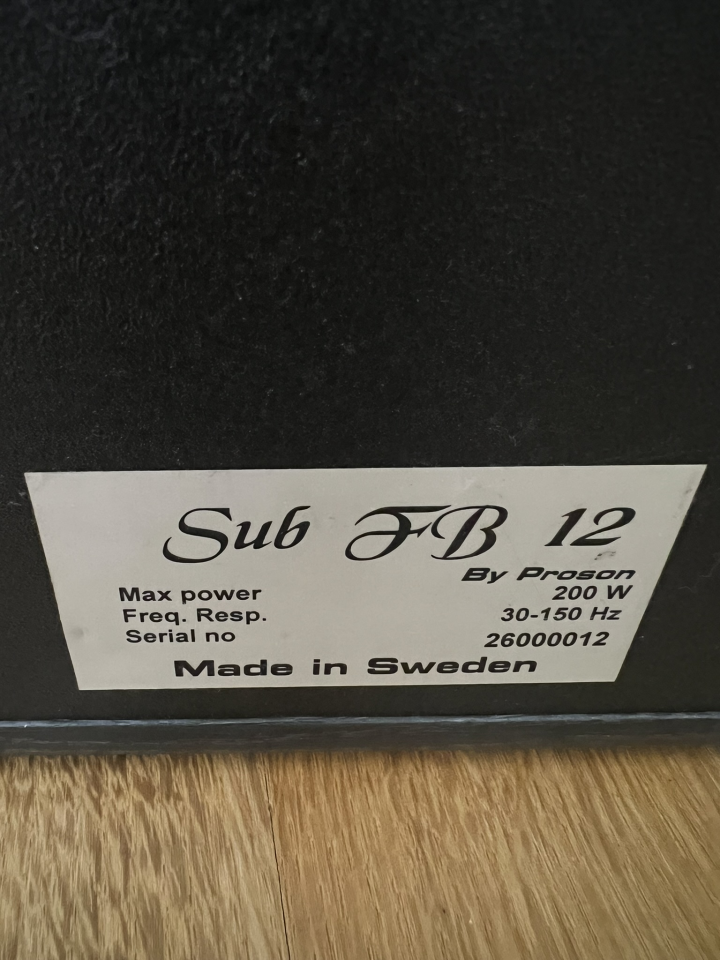 Sub FB 12
By Proson
Max power 200 W
Freq. Resp. 30-150 Hz
Serial no 26000012
Made in Sweden